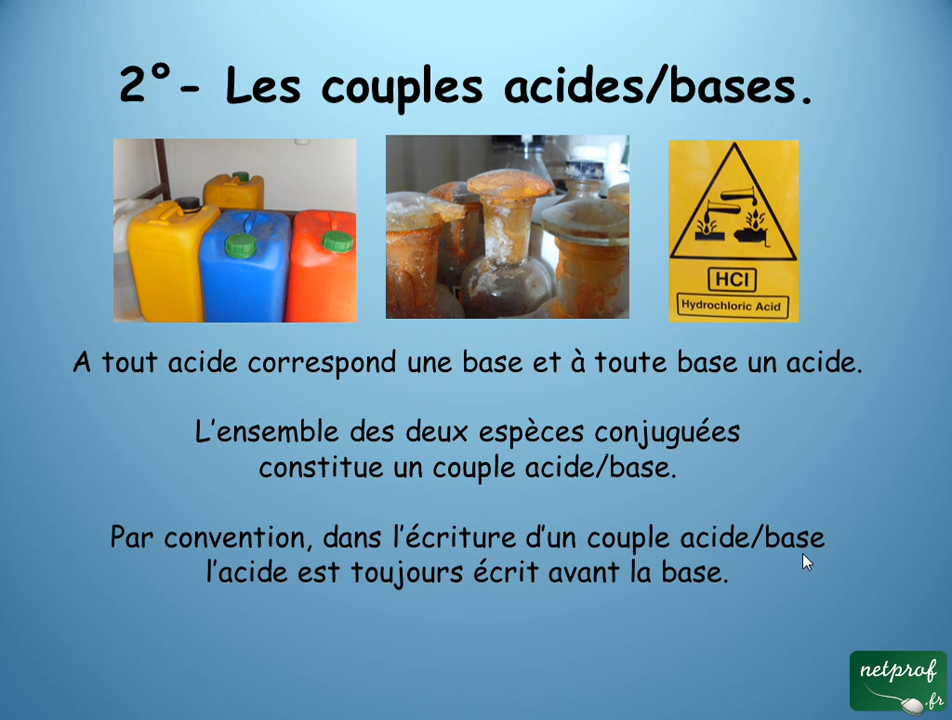 2°- Les couples acides/bases.
HCl
Hydrochloric Acid
A tout acide correspond une base et à toute base un acide.
L'ensemble des deux espèces conjuguées
constitue un couple acide/base.
Par convention, dans l'écriture d'un couple acide/base
l'acide est toujours écrit avant la base.
netprof
.fr